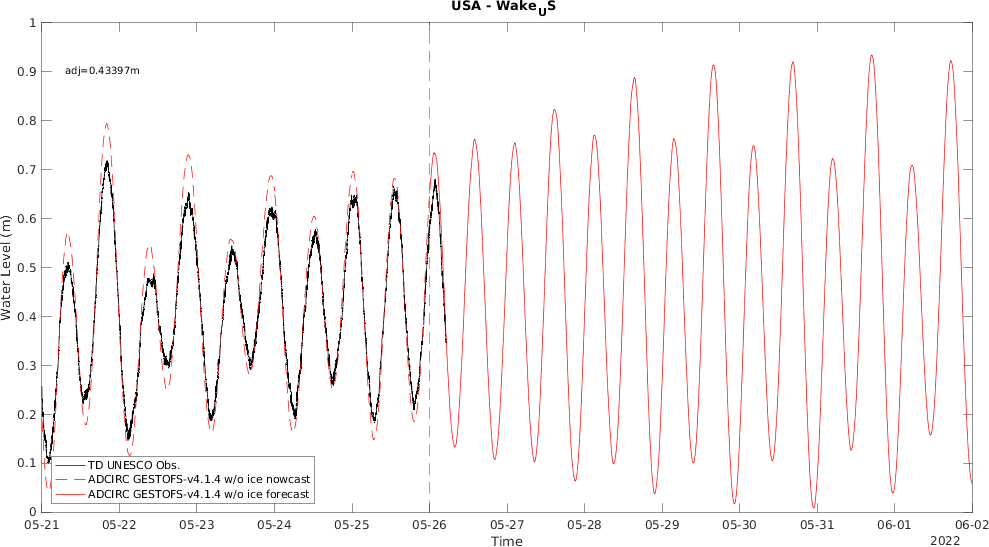 USA - Wake_US
adj=0.43397m
1
0.9
0.8
0.7
0.6
0.5
0.4
0.3
0.2
0.1
0
Water Level (m)
TD UNESCO Obs.
ADCIRC GESTOFS-v4.1.4 w/o ice nowcast
ADCIRC GESTOFS-v4.1.4 w/o ice forecast
05-21 05-22 05-23 05-24 05-25 05-26 05-27 05-28 05-29 05-30 05-31 06-01 06-02
Time
2022